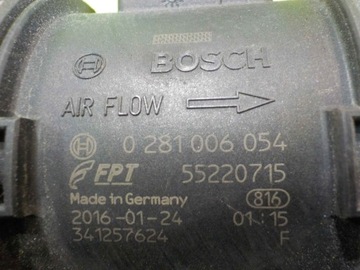 BOSCH
AIR FLOW
0 281 006 054
FPT 55220715
Made in Germany 816
2016-01-24 01:15
341257624 F